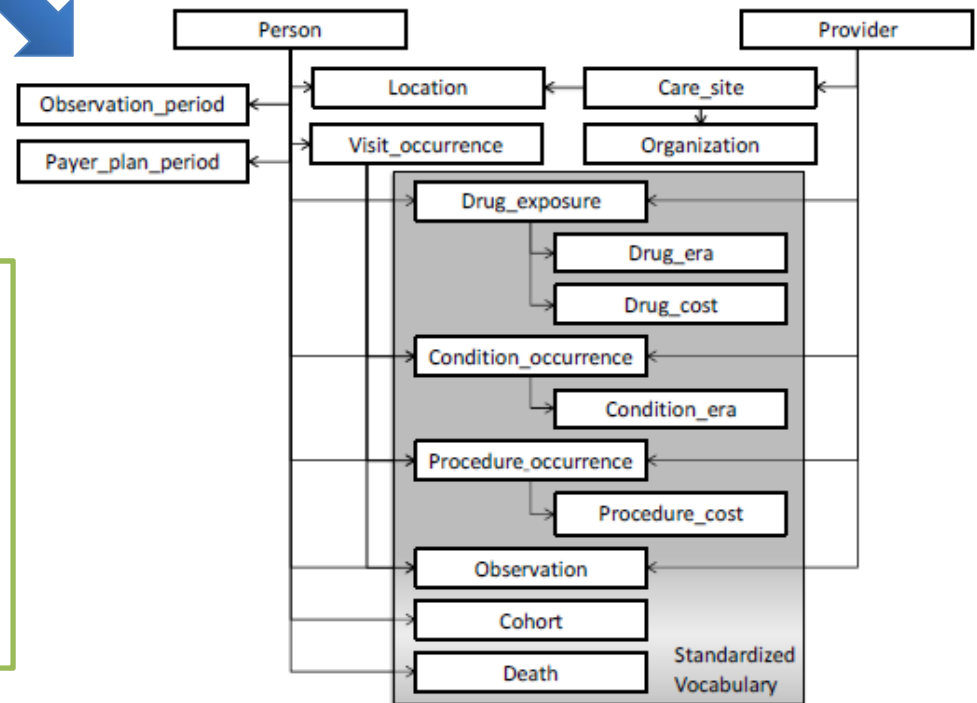 Person
Provider
Location
Care_site
Observation_period
Visit_occurrence
Organization
Payer_plan_period
Drug_exposure
Drug_era
Drug_cost
Condition_occurrence
Condition_era
Procedure_occurrence
Procedure_cost
Observation
Cohort
Death
Standardized
Vocabulary